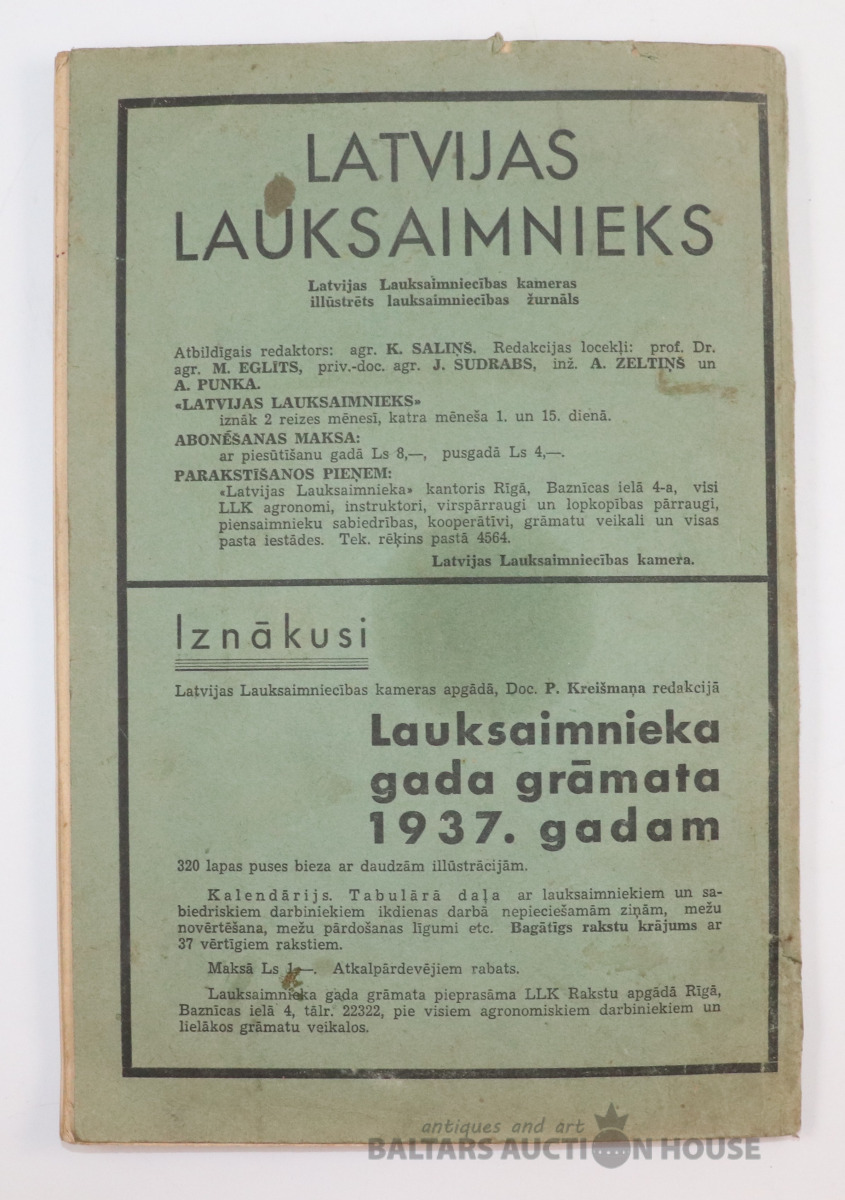 LATVIJAS
LAUKSAIMNIEKS
Latvijas Lauksaimniecības kameras
illūstrēts lauksaimniecības žurnāls
Atbildīgais redaktors: agr. K. SALIŅŠ. Redakcijas locekļi: prof. Dr.
agr. M. EGLĪTS, priv.-doc. agr. J. SUDRABS, inž. A. ZELTIŅŠ un
A. PUNKA.
«LATVIJAS LAUKSAIMNIEKS»
iznāk 2 reizes mēnesī, katra mēneša 1. un 15. dienā.
ABONĒŠANAS MAKSA:
ar piesūtīšanu gadā Ls 8,—, pusgadā Ls 4,—.
PARAKSTĪŠANOS PIEŅEM:
«Latvijas Lauksaimnieka» kantoris Rīgā, Baznīcas ielā 4-a, visi
LLK agronomi, instruktori, virspārraugi un lopkopības pārraugi,
piensaimnieku sabiedrības, kooperātīvi, grāmatu veikali un visas
pasta iestādes. Tek. rēķins pastā 4564.
Latvijas Lauksaimniecības kamera.
Iznākusi
Latvijas Lauksaimniecības kameras apgādā, Doc. P. Kreišmaņa redakcijā
Lauksaimnieka
gada grāmata
1937. gadam
320 lapas puses bieza ar daudzām illūstrācijām.
Kalendārijs. Tabulārā daļa ar lauksaimniekiem un sa-
biedriskiem darbiniekiem ikdienas darbā nepieciešamām ziņām, mežu
novērtēšana, mežu pārdošanas līgumi etc. Bagātīgs rakstu krājums ar
37 vērtīgiem rakstiem.
Maksā Ls 1,—. Atkalpārdevējiem rabats.
Lauksaimnieka gada grāmata pieprasāma LLK Rakstu apgādā Rīgā,
Baznīcas ielā 4, tālr. 22322, pie visiem agronomiskiem darbiniekiem un
lielākos grāmatu veikalos.
antiques and art
BALTARS AUCTION HOUSE